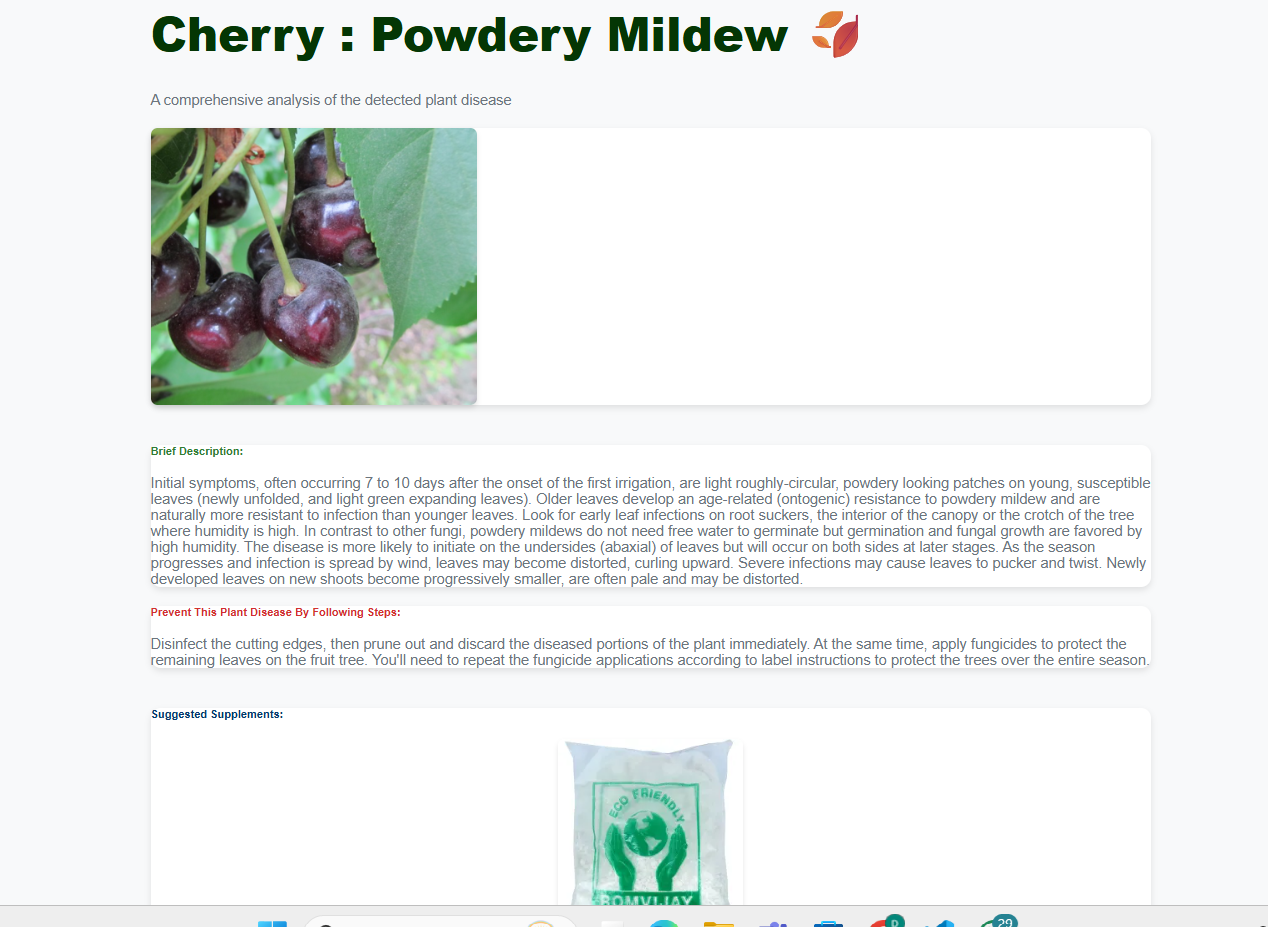 Cherry : Powdery Mildew
A comprehensive analysis of the detected plant disease
Brief Description:
Initial symptoms, often occurring 7 to 10 days after the onset of the first irrigation, are light roughly-circular, powdery looking patches on young, susceptible
leaves (newly unfolded, and light green expanding leaves). Older leaves develop an age-related (ontogenic) resistance to powdery mildew and are
naturally more resistant to infection than younger leaves. Look for early leaf infections on root suckers, the interior of the canopy or the crotch of the tree
where humidity is high. In contrast to other fungi, powdery mildews do not need free water to germinate but germination and fungal growth are favored by
high humidity. The disease is more likely to initiate on the undersides (abaxial) of leaves but will occur on both sides at later stages. As the season
progresses and infection is spread by wind, leaves may become distorted, curling upward. Severe infections may cause leaves to pucker and twist. Newly
developed leaves on new shoots become progressively smaller, are often pale and may be distorted.
Prevent This Plant Disease By Following Steps:
Disinfect the cutting edges, then prune out and discard the diseased portions of the plant immediately. At the same time, apply fungicides to protect the
remaining leaves on the fruit tree. You'll need to repeat the fungicide applications according to label instructions to protect the trees over the entire season.
Suggested Supplements:
ECO FRIENDLY
29